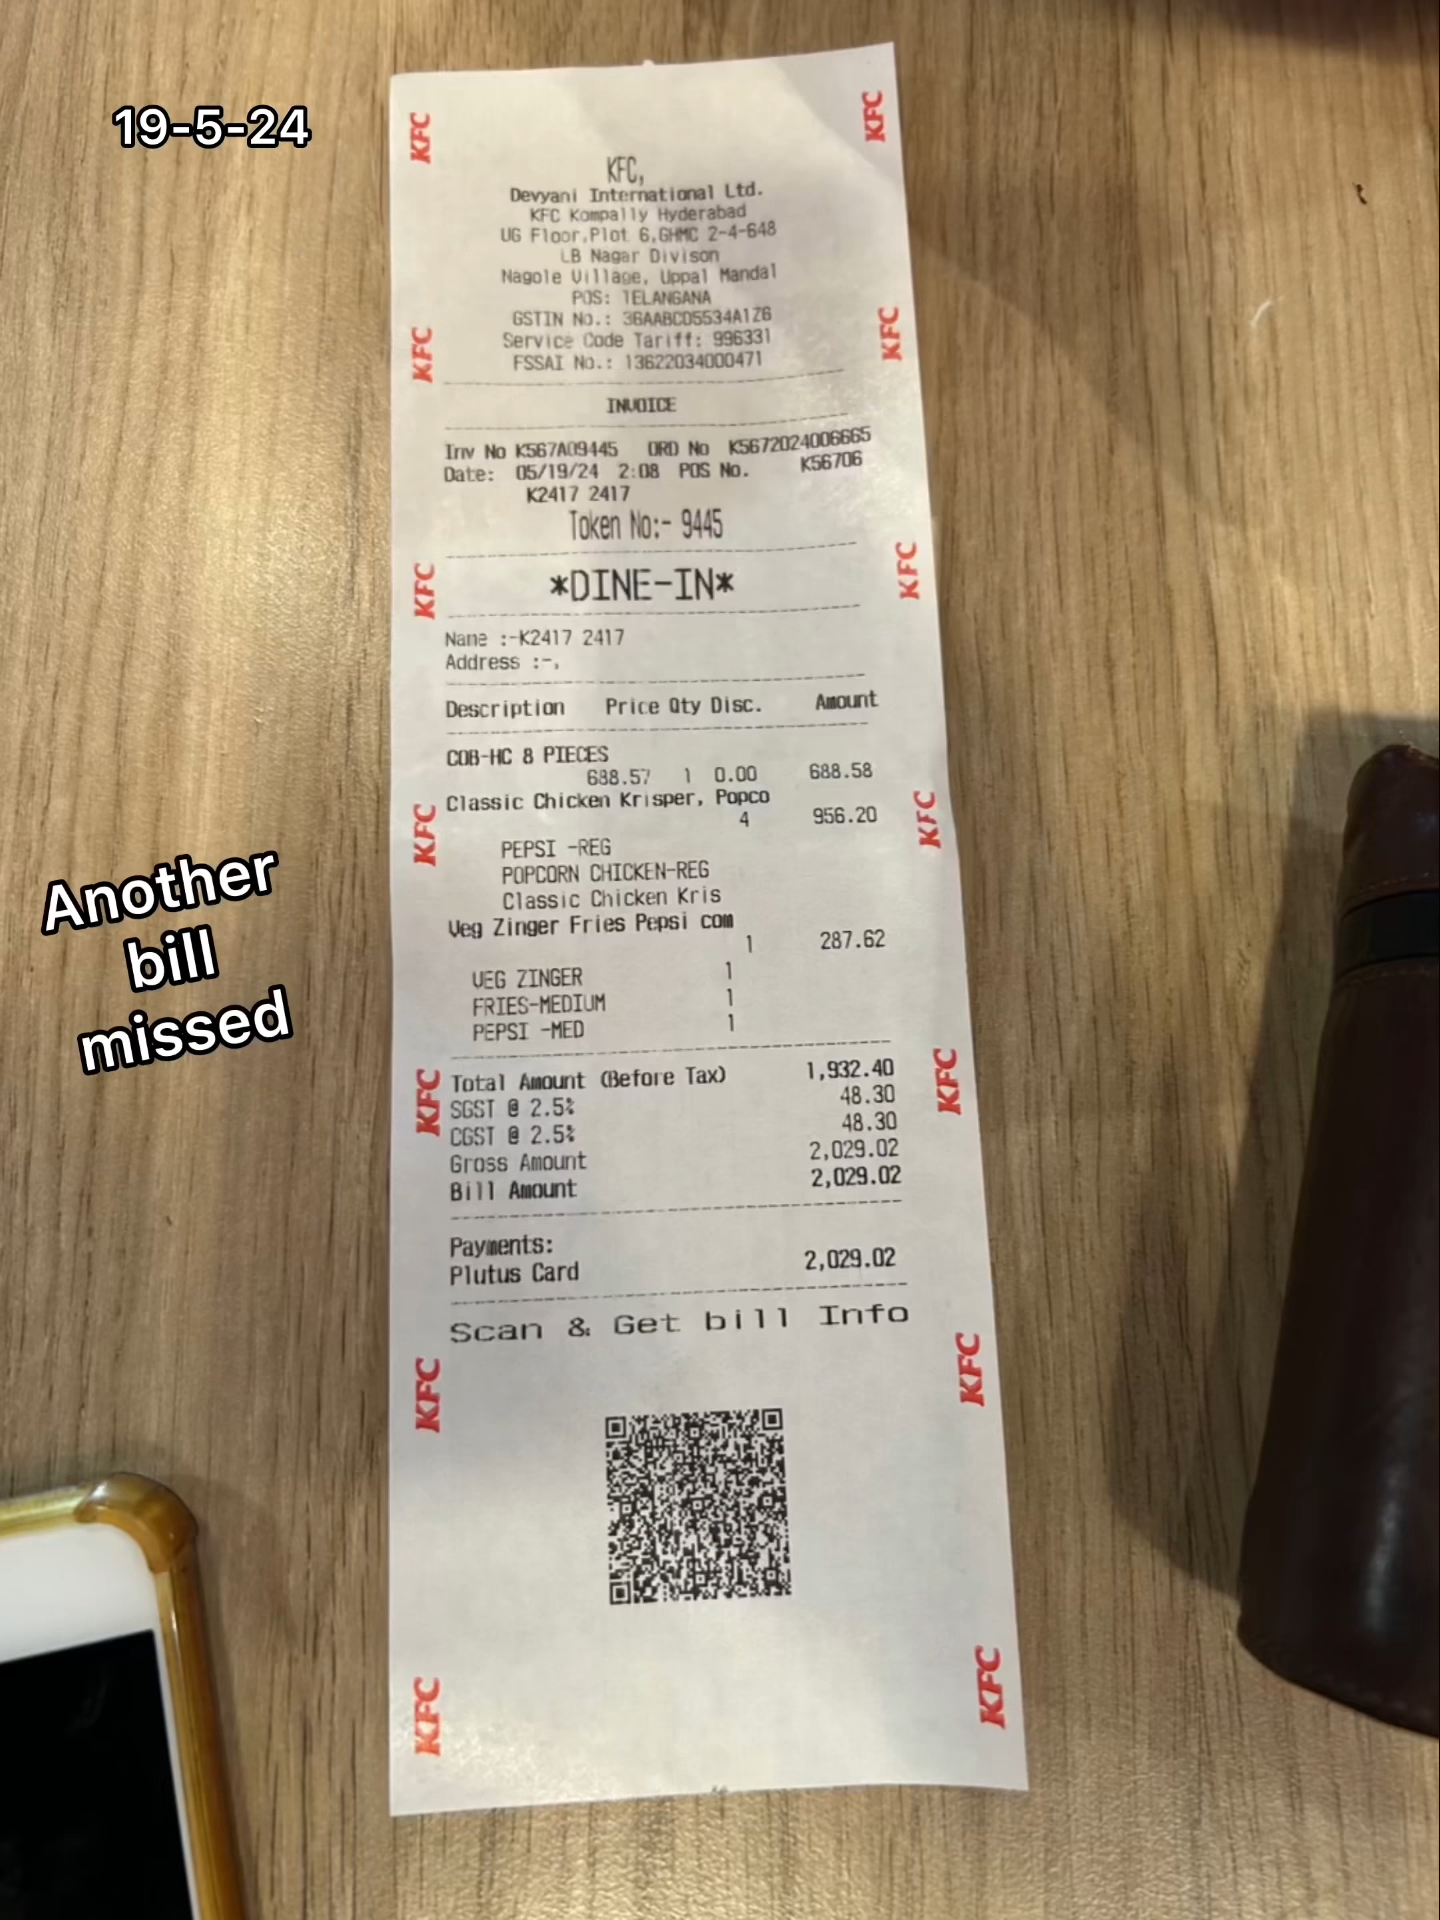 19-5-24
KFC KFC
KFC,
Devyani International Ltd.
KFC Kompally Hyderabad
UG Floor,Plot 6,GHMC 2-4-648
LB Nagar Divison
Nagole Village, Uppal Mandal
POS: TELANGANA
GSTIN No.: 36AABCD5534A1Z6
KFC KFC
Service Code Tariff: 996331
FSSAI No.: 13622034000471
INVOICE
Inv No K567A09445 ORD No K5672024006665
Date: 05/19/24 2:08 POS No. K56706
K2417 2417
Token No:- 9445
KFC KFC
*DINE-IN*
Name :-K2417 2417
Address :-,
Description Price Qty Disc. Amount
COB-HC 8 PIECES
688.57 1 0.00 688.58
Classic Chicken Krisper, Popco
4 956.20
KFC KFC
PEPSI -REG
POPCORN CHICKEN-REG
Classic Chicken Kris
Veg Zinger Fries Pepsi com
1 287.62
VEG ZINGER 1
FRIES-MEDIUM 1
PEPSI -MED 1
Another
bill
missed
KFC KFC
Total Amount (Before Tax) 1,932.40
SGST @ 2.5% 48.30
CGST @ 2.5% 48.30
Gross Amount 2,029.02
Bill Amount 2,029.02
Payments:
Plutus Card 2,029.02
Scan & Get bill Info
KFC KFC
KFC KFC